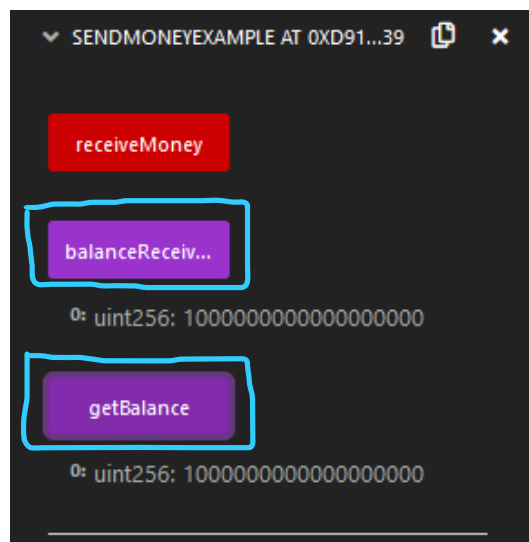 SENDMONEYEXAMPLE AT 0XD91...39
receiveMoney
balanceReceiv...
0: uint256: 1000000000000000000
getBalance
0: uint256: 1000000000000000000